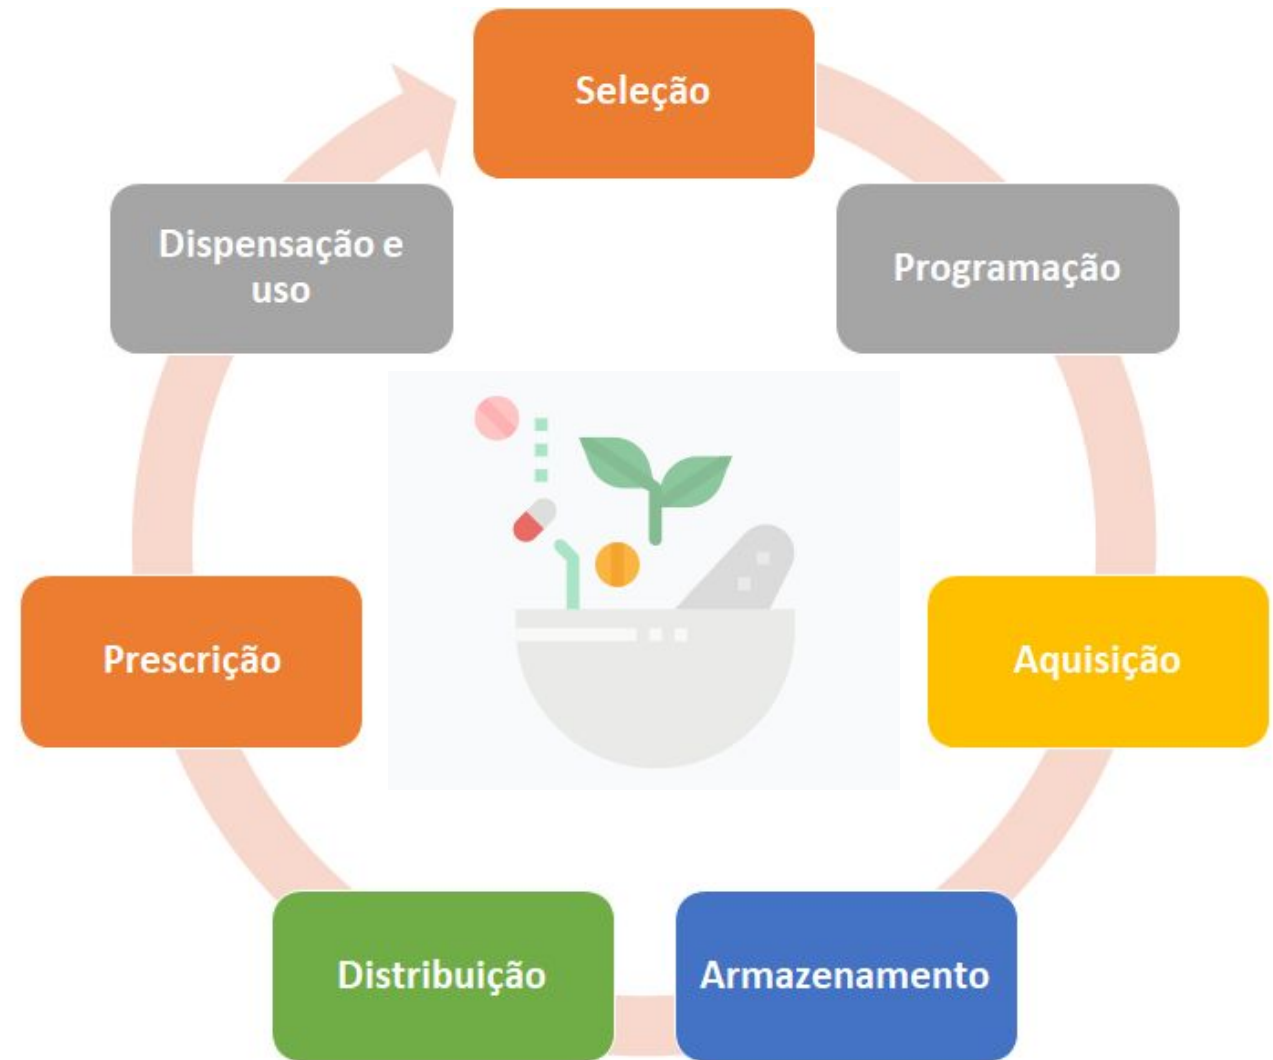 Seleção
Programação
Aquisição
Armazenamento
Distribuição
Prescrição
Dispensação e
uso